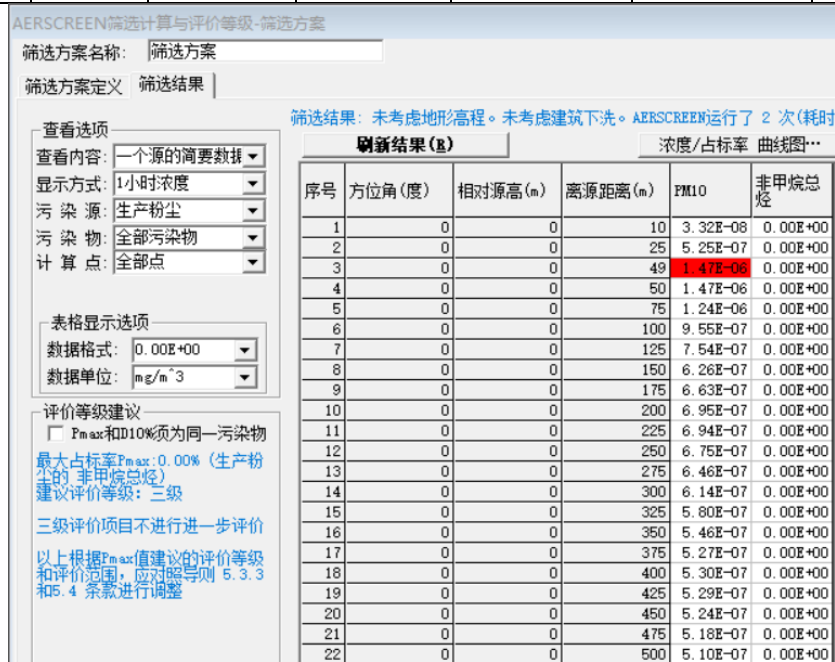 AERSCREEN筛选计算与评价等级-筛选方案
筛选方案名称: 筛选方案
筛选方案定义 筛选结果
筛选结果: 未考虑地形高程。未考虑建筑下洗。AERSCREEN运行了 2 次(耗时
查看选项
查看内容: 一个源的简要数据
显示方式: 1小时浓度
污 染 源: 生产粉尘
污 染 物: 全部污染物
计 算 点: 全部点
表格显示选项
数据格式: 0.00E+00
数据单位: mg/m^3
评价等级建议
Pmax和D10%须为同一污染物
最大占标率Pmax:0.00% (生产粉
尘的 非甲烷总烃)
建议评价等级: 三级
三级评价项目不进行进一步评价
以上根据Pmax值建议的评价等级
和评价范围,应对照导则 5.3.3
和5.4 条款进行调整
刷新结果(R) 浓度/占标率 曲线图…
序号 方位角(度) 相对源高(m) 离源距离(m) PM10 非甲烷总烃
1 0 0 10 3.32E-08 0.00E+00
2 0 0 25 5.25E-07 0.00E+00
3 0 0 49 1.47E-06 0.00E+00
4 0 0 50 1.47E-06 0.00E+00
5 0 0 75 1.24E-06 0.00E+00
6 0 0 100 9.55E-07 0.00E+00
7 0 0 125 7.54E-07 0.00E+00
8 0 0 150 6.26E-07 0.00E+00
9 0 0 175 6.63E-07 0.00E+00
10 0 0 200 6.95E-07 0.00E+00
11 0 0 225 6.94E-07 0.00E+00
12 0 0 250 6.75E-07 0.00E+00
13 0 0 275 6.46E-07 0.00E+00
14 0 0 300 6.14E-07 0.00E+00
15 0 0 325 5.80E-07 0.00E+00
16 0 0 350 5.46E-07 0.00E+00
17 0 0 375 5.27E-07 0.00E+00
18 0 0 400 5.30E-07 0.00E+00
19 0 0 425 5.29E-07 0.00E+00
20 0 0 450 5.24E-07 0.00E+00
21 0 0 475 5.18E-07 0.00E+00
22 0 0 500 5.10E-07 0.00E+00